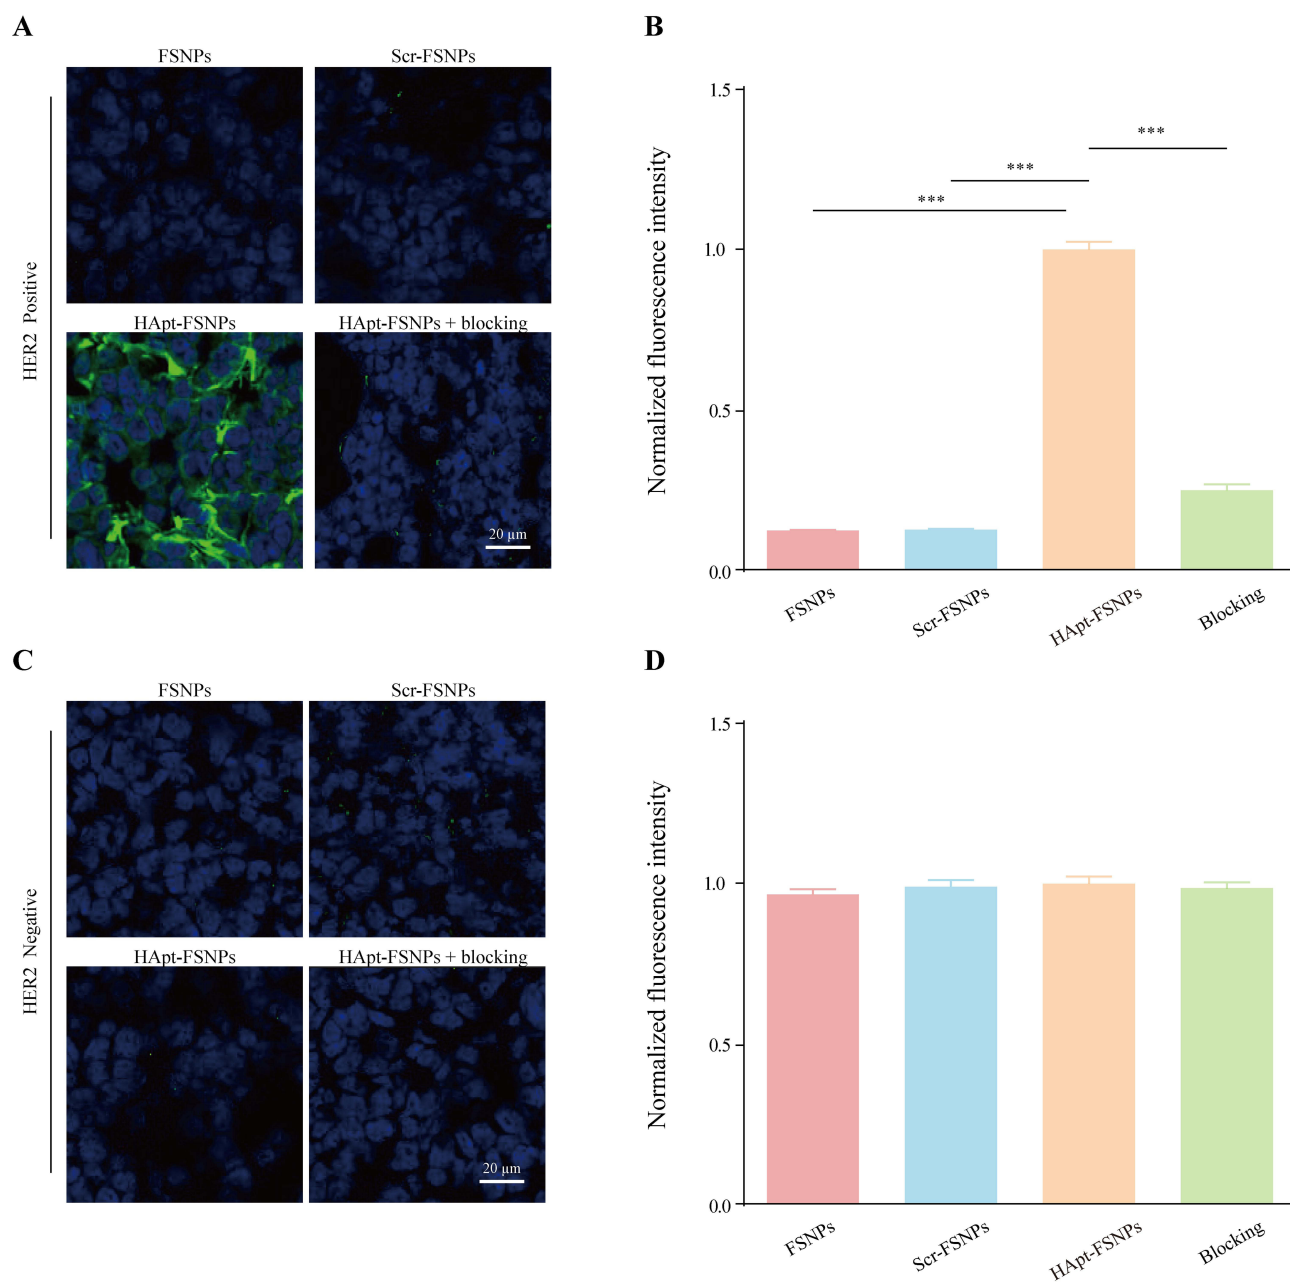 A
FSNPs
Scr-FSNPs
HER2 Positive
HApt-FSNPs
HApt-FSNPs + blocking
20 μm
B
Normalized fluorescence intensity
1.5
1.0
0.5
0.0
***
***
***
FSNPs
Scr-FSNPs
HApt-FSNPs
Blocking
C
FSNPs
Scr-FSNPs
HER2 Negative
HApt-FSNPs
HApt-FSNPs + blocking
20 μm
D
Normalized fluorescence intensity
1.5
1.0
0.5
0.0
FSNPs
Scr-FSNPs
HApt-FSNPs
Blocking